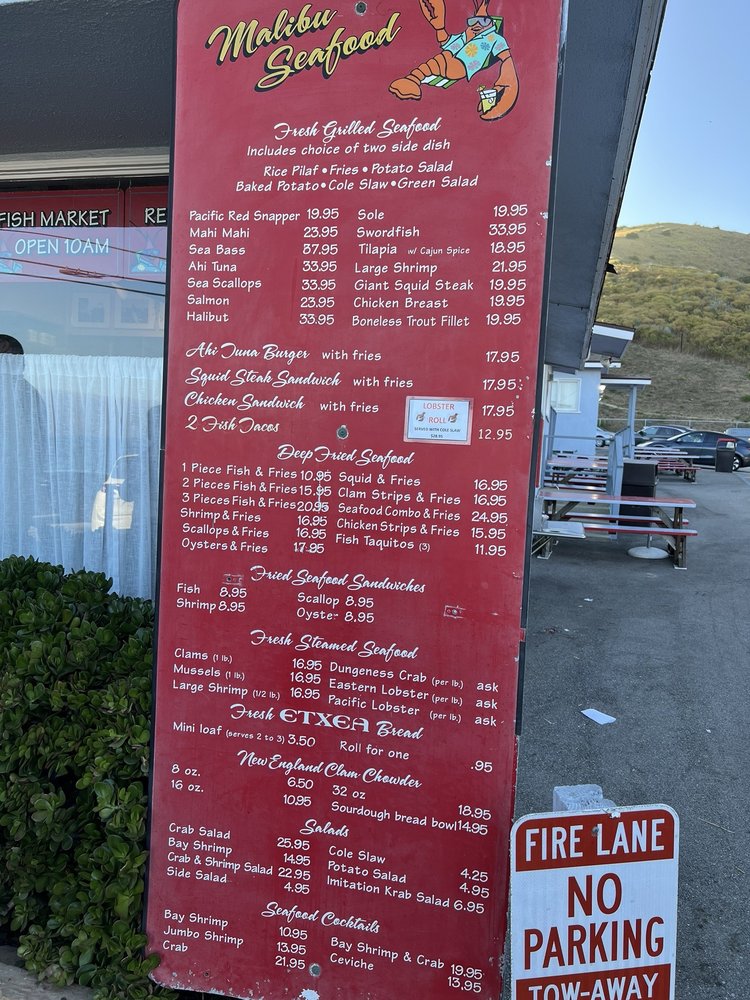 Malibu
Seafood
Fresh Grilled Seafood
Includes choice of two side dish
Rice Pilaf • Fries • Potato Salad
Baked Potato • Cole Slaw • Green Salad
Pacific Red Snapper 19.95
Mahi Mahi 23.95
Sea Bass 37.95
Ahi Tuna 33.95
Sea Scallops 33.95
Salmon 23.95
Halibut 33.95
Sole 19.95
Swordfish 33.95
Tilapia w/ Cajun Spice 18.95
Large Shrimp 21.95
Giant Squid Steak 19.95
Chicken Breast 19.95
Boneless Trout Fillet 19.95
Ahi Tuna Burger with fries 17.95
Squid Steak Sandwich with fries 17.95
Chicken Sandwich with fries 17.95
2 Fish Tacos 12.95
LOBSTER
ROLL
SERVED WITH COLE SLAW
Deep Fried Seafood
1 Piece Fish & Fries 10.95
2 Pieces Fish & Fries 15.95
3 Pieces Fish & Fries 20.95
Shrimp & Fries 16.95
Scallops & Fries 16.95
Oysters & Fries 17.95
Squid & Fries 16.95
Clam Strips & Fries 16.95
Seafood Combo & Fries 24.95
Chicken Strips & Fries 15.95
Fish Taquitos (3) 11.95
Fried Seafood Sandwiches
Fish 8.95
Shrimp 8.95
Scallop 8.95
Oyster 8.95
Fresh Steamed Seafood
Clams (1 lb.) 16.95
Mussels (1 lb.) 16.95
Large Shrimp (1/2 lb.) 16.95
Dungeness Crab (per lb.) ask
Eastern Lobster (per lb.) ask
Pacific Lobster (per lb.) ask
Fresh ETXEA Bread
Mini loaf (serves 2 to 3) 3.50
Roll for one .95
New England Clam Chowder
8 oz. 6.50
16 oz. 10.95
32 oz 18.95
Sourdough bread bowl 14.95
Salads
Crab Salad 25.95
Bay Shrimp 14.95
Crab & Shrimp Salad 22.95
Side Salad 4.95
Cole Slaw 4.25
Potato Salad 4.95
Imitation Krab Salad 6.95
Seafood Cocktails
Bay Shrimp 10.95
Jumbo Shrimp 13.95
Crab 21.95
Bay Shrimp & Crab 19.95
Ceviche 13.95
FISH MARKET
RE
OPEN 10AM
FIRE LANE
NO
PARKING
TOW-AWAY